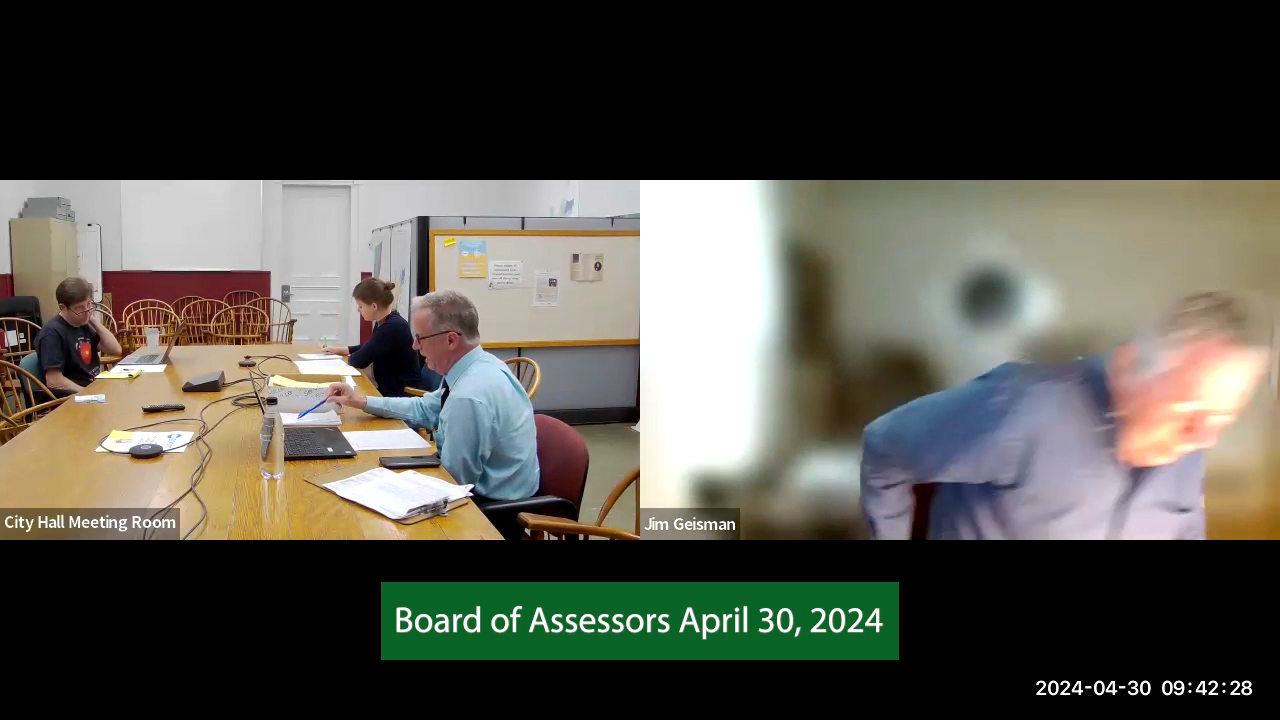 City Hall Meeting Room
Jim Geisman
Board of Assessors April 30, 2024
2024-04-30 09:42:28